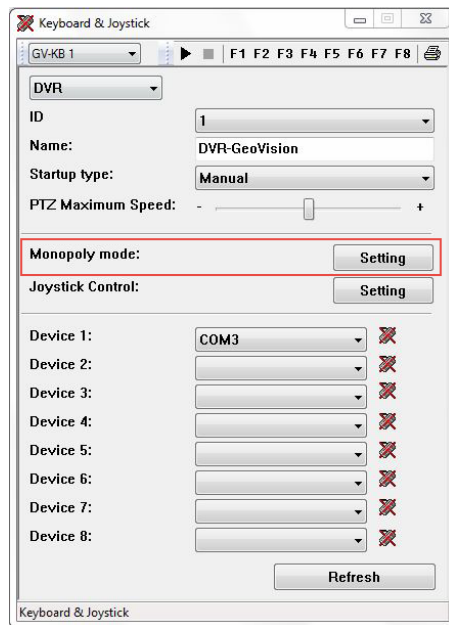 Keyboard & Joystick
GV-KB 1 F1 F2 F3 F4 F5 F6 F7 F8
DVR
ID 1
Name: DVR-GeoVision
Startup type: Manual
PTZ Maximum Speed: - +
Monopoly mode: Setting
Joystick Control: Setting
Device 1: COM3
Device 2:
Device 3:
Device 4:
Device 5:
Device 6:
Device 7:
Device 8:
Refresh
Keyboard & Joystick